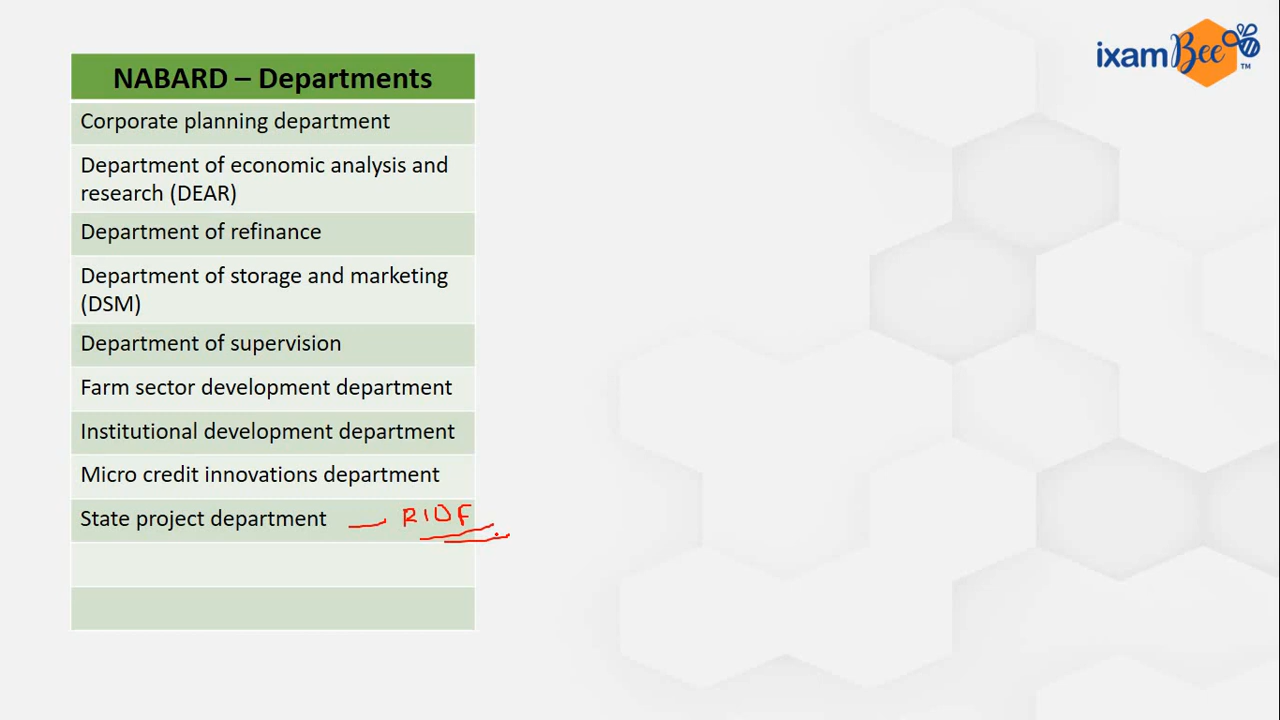 ixamBee
TM
NABARD – Departments
Corporate planning department
Department of economic analysis and
research (DEAR)
Department of refinance
Department of storage and marketing
(DSM)
Department of supervision
Farm sector development department
Institutional development department
Micro credit innovations department
State project department — RIDF